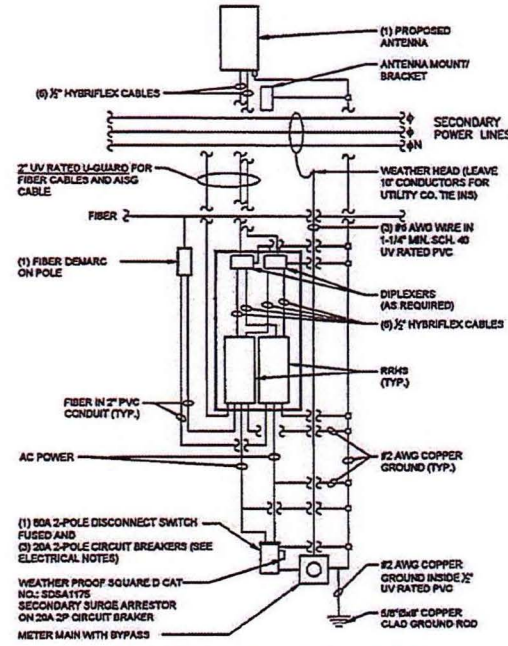 (1) PROPOSED
ANTENNA
ANTENNA MOUNT/
BRACKET
(6) ½" HYBRIFLEX CABLES
ϕ
ϕ
ϕN
SECONDARY
POWER LINES
2" UV RATED U-GUARD FOR
FIBER CABLES AND AISG
CABLE
WEATHER HEAD (LEAVE
10' CONDUCTORS FOR
UTILITY CO. TIE INS)
FIBER
(3) #6 AWG WIRE IN
1-1/4" MIN. SCH. 40
UV RATED PVC
(1) FIBER DEMARC
ON POLE
DIPLEXERS
(AS REQUIRED)
(6) ½" HYBRIFLEX CABLES
RRHS
(TYP.)
FIBER IN 2" PVC
CONDUIT (TYP.)
AC POWER
#2 AWG COPPER
GROUND (TYP.)
(1) 60A 2-POLE DISCONNECT SWITCH
FUSED AND
(3) 20A 2-POLE CIRCUIT BREAKERS (SEE
ELECTRICAL NOTES)
WEATHER PROOF SQUARE D CAT
NO.: SDSA1175
SECONDARY SURGE ARRESTOR
ON 20A 2P CIRCUIT BRAKER
METER MAIN WITH BYPASS
#2 AWG COPPER
GROUND INSIDE ½"
UV RATED PVC
5/8"Øx8' COPPER
CLAD GROUND ROD